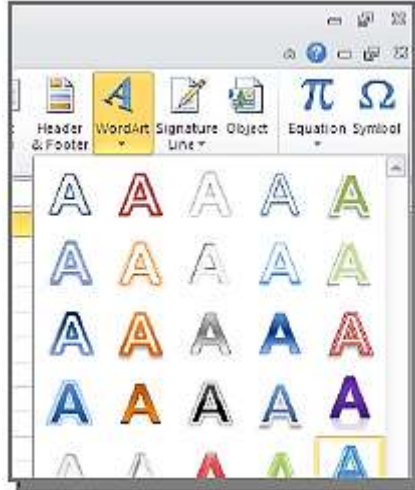 Header & Footer
WordArt
Signature Line
Object
π
Equation
Ω
Symbol
A A A A A
A A A A A
A A A A A
A A A A A
A A A A A